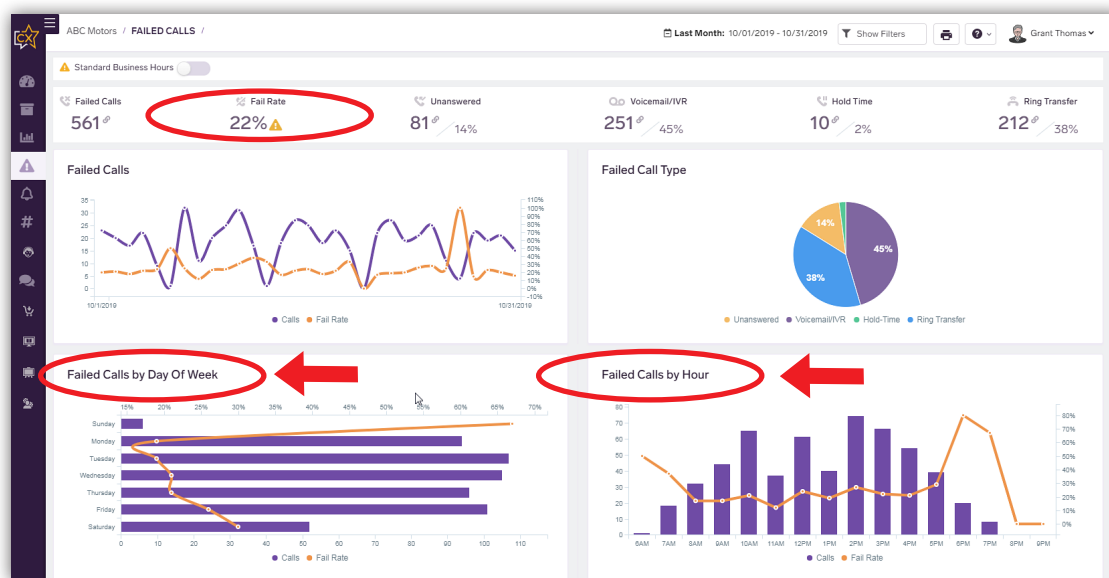 CX
ABC Motors / FAILED CALLS /
Last Month: 10/01/2019 - 10/31/2019
Show Filters
Grant Thomas
Standard Business Hours
Failed Calls
561
Fail Rate
22%
Unanswered
81 / 14%
Voicemail/IVR
251 / 45%
Hold Time
10 / 2%
Ring Transfer
212 / 38%
Failed Calls
35
30
25
20
15
10
5
0
110%
100%
90%
80%
70%
60%
50%
40%
30%
20%
10%
0%
-10%
10/1/2019 10/31/2019
Calls Fail Rate
Failed Call Type
14%
45%
38%
Unanswered Voicemail/IVR Hold-Time Ring Transfer
Failed Calls by Day Of Week
15% 20% 25% 30% 35% 40% 45% 50% 55% 60% 65% 70%
Sunday
Monday
Tuesday
Wednesday
Thursday
Friday
Saturday
0 10 20 30 40 50 60 70 80 90 100 110
Calls Fail Rate
Failed Calls by Hour
80
70
60
50
40
30
20
10
0
80%
70%
60%
50%
40%
30%
20%
10%
0%
6AM 7AM 8AM 9AM 10AM 11AM 12PM 1PM 2PM 3PM 4PM 5PM 6PM 7PM 8PM 9PM
Calls Fail Rate